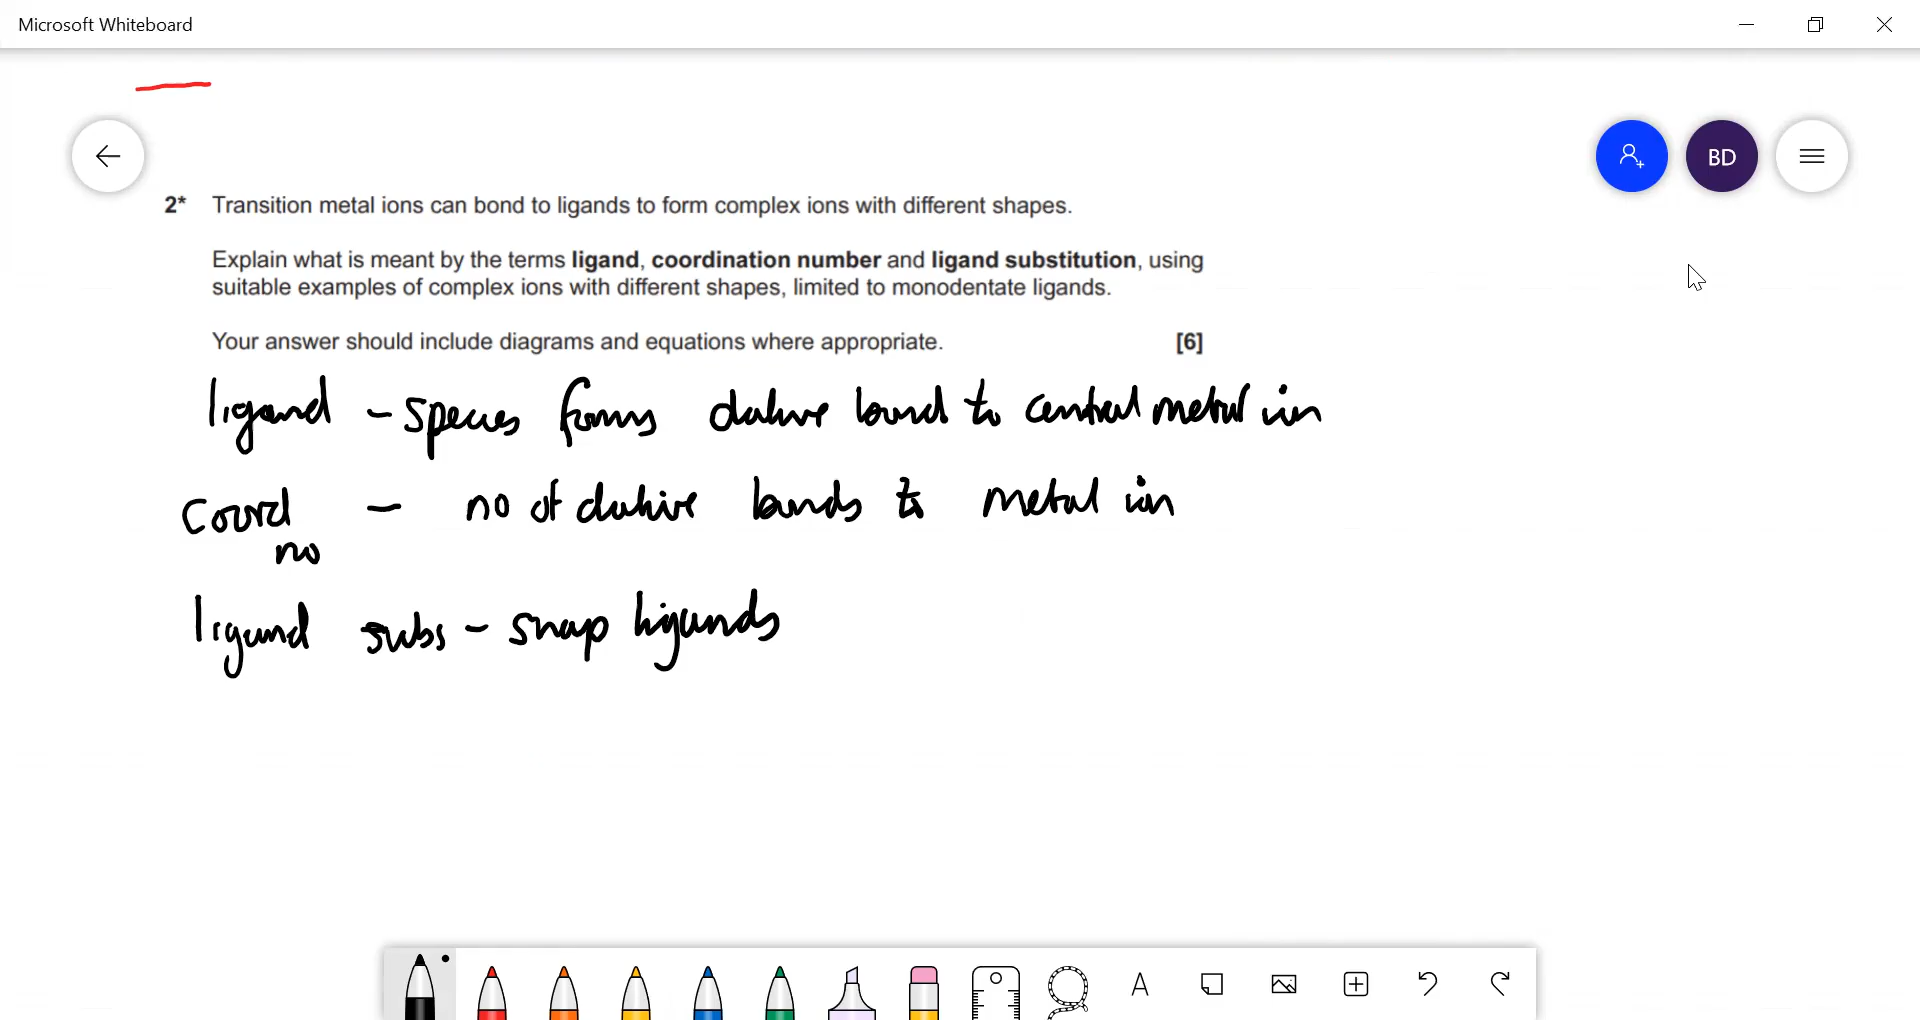 Microsoft Whiteboard
BD
2* Transition metal ions can bond to ligands to form complex ions with different shapes.
Explain what is meant by the terms ligand, coordination number and ligand substitution, using
suitable examples of complex ions with different shapes, limited to monodentate ligands.
Your answer should include diagrams and equations where appropriate. [6]
ligand - species forms dative bond to central metal ion
coord - no of dative bonds to metal ion
no
ligand subs - swap ligands
A